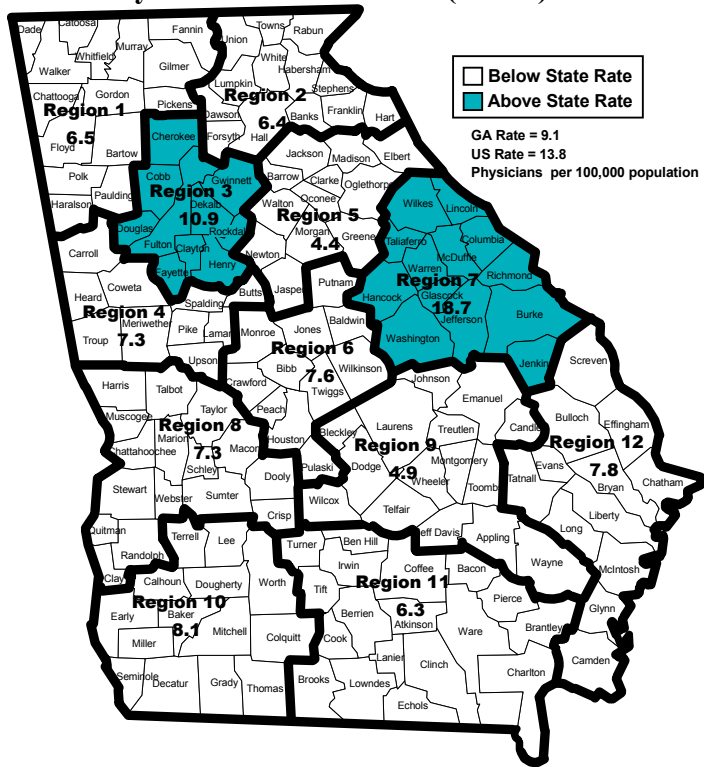 Dade
Catoosa
Fannin
Towns
Rabun
Union
Murray
Whitfield
White
Walker
Gilmer
Habersham
Below State Rate
Above State Rate
Chattooga
Gordon
Lumpkin
Stephens
Region 1
6.5
Pickens
Region 2
6.4
Dawson
Banks
Franklin
Hart
GA Rate = 9.1
US Rate = 13.8
Physicians per 100,000 population
Floyd
Bartow
Cherokee
Forsyth
Hall
Jackson
Madison
Elbert
Polk
Paulding
Haralson
Cobb
Gwinnett
Region 3
10.9
Dekalb
Barrow
Clarke
Oglethorpe
Walton
Oconee
Region 5
4.4
Morgan
Greene
Wilkes
Lincoln
Douglas
Rockdal
Fulton
Clayton
Newton
Taliaferro
Columbia
McDuffie
Carroll
Fayette
Henry
Warren
Richmond
Region 7
18.7
Coweta
Butts
Jasper
Putnam
Hancock
Glascock
Heard
Spalding
Jefferson
Burke
Region 4
7.3
Meriwether
Pike
Lamar
Monroe
Jones
Baldwin
Washington
Troup
Upson
Region 6
7.6
Bibb
Wilkinson
Jenkin
Screven
Harris
Talbot
Crawford
Twiggs
Johnson
Emanuel
Muscogee
Taylor
Peach
Laurens
Treutlen
Candle
Bulloch
Effingham
Region 8
7.3
Marion
Macon
Houston
Bleckley
Region 9
4.9
Region 12
7.8
Chattahoochee
Schley
Pulaski
Dodge
Wheeler
Montgomery
Toomb
Tatnall
Evans
Bryan
Chatham
Stewart
Webster
Sumter
Dooly
Wilcox
Telfair
Liberty
Crisp
Long
Quitman
Randolph
Terrell
Lee
Turner
Ben Hill
Jeff Davis
Appling
Wayne
McIntosh
Clay
Calhoun
Dougherty
Worth
Irwin
Coffee
Bacon
Tift
Region 11
6.3
Region 10
8.1
Pierce
Glynn
Early
Baker
Mitchell
Berrien
Atkinson
Brantley
Miller
Colquitt
Cook
Ware
Lanier
Clinch
Camden
Seminole
Decatur
Grady
Thomas
Brooks
Lowndes
Charlton
Echols